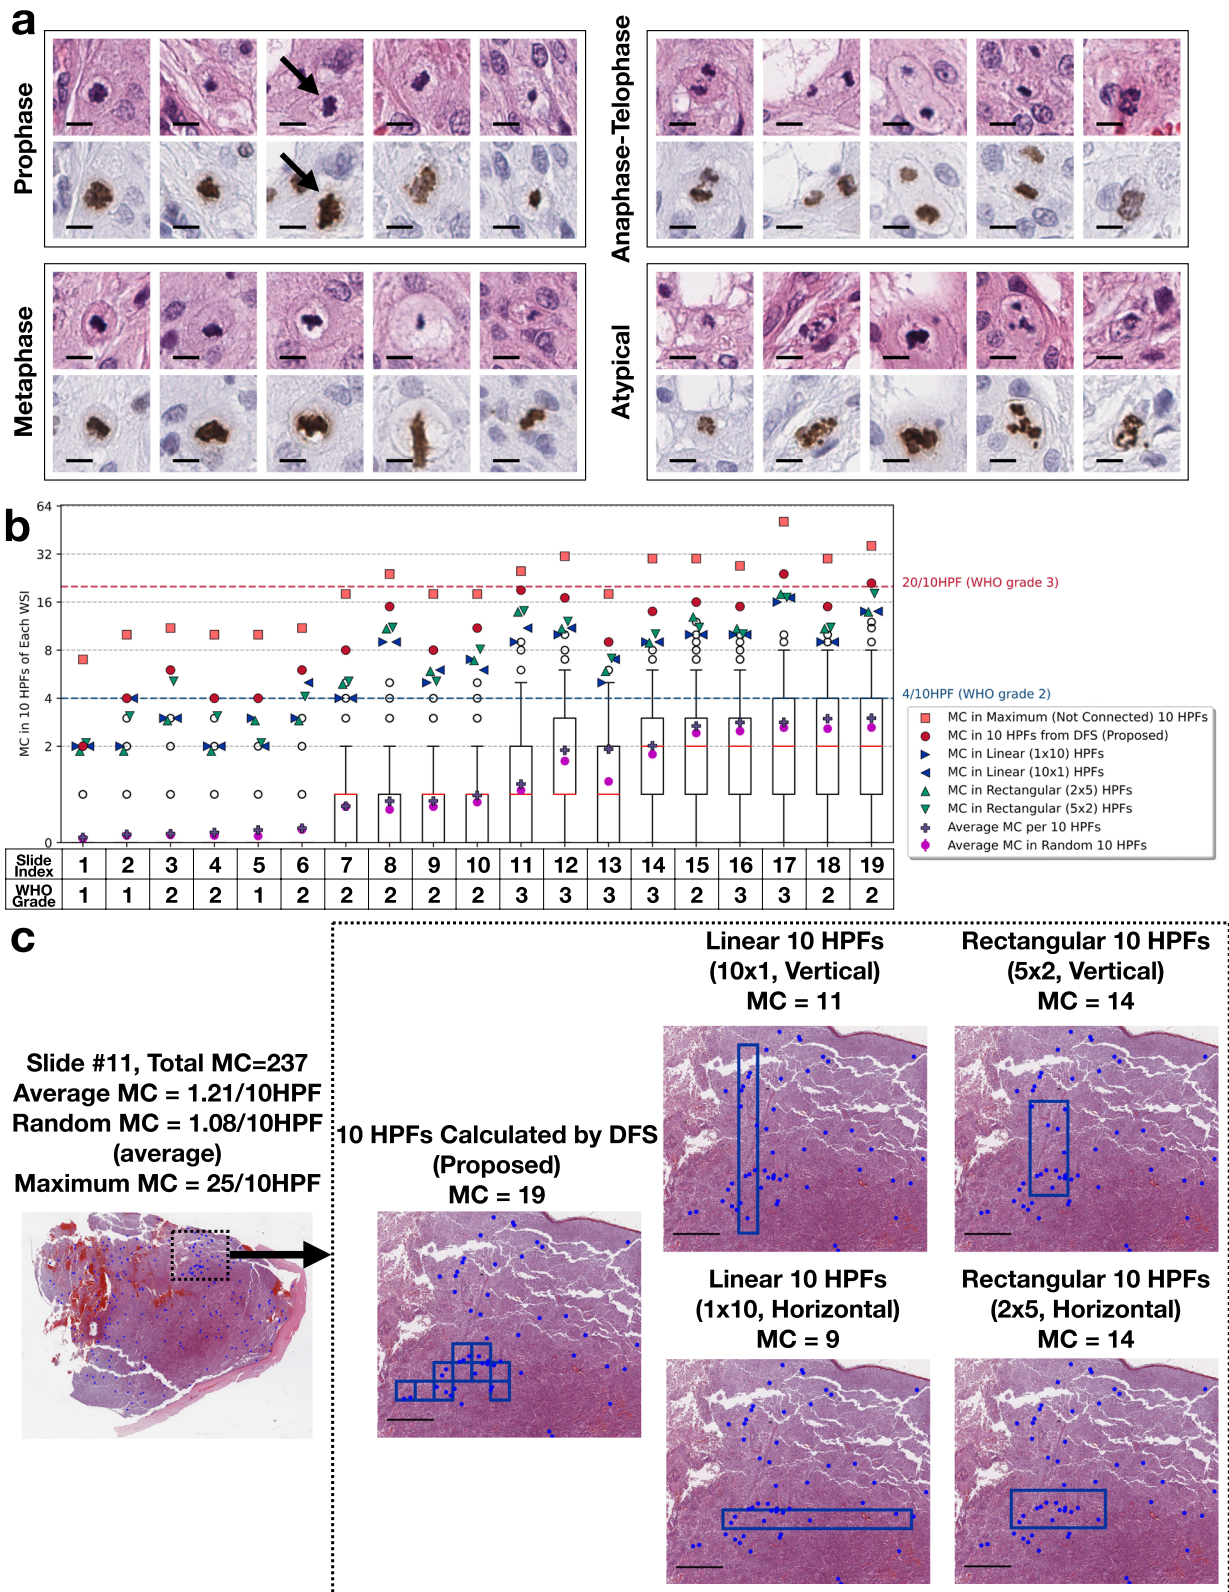 a
Prophase
Anaphase-Telophase
Metaphase
Atypical
b
MC in 10 HPFs of Each WSI
64
32
16
8
4
2
0
20/10HPF (WHO grade 3)
4/10HPF (WHO grade 2)
MC in Maximum (Not Connected) 10 HPFs
MC in 10 HPFs from DFS (Proposed)
MC in Linear (1x10) HPFs
MC in Linear (10x1) HPFs
MC in Rectangular (2x5) HPFs
MC in Rectangular (5x2) HPFs
Average MC per 10 HPFs
Average MC in Random 10 HPFs
Slide Index 1 2 3 4 5 6 7 8 9 10 11 12 13 14 15 16 17 18 19
WHO Grade 1 1 2 2 1 2 2 2 2 2 3 3 3 3 2 3 3 2 2
c
Slide #11, Total MC=237
Average MC = 1.21/10HPF
Random MC = 1.08/10HPF
(average)
Maximum MC = 25/10HPF
10 HPFs Calculated by DFS
(Proposed)
MC = 19
Linear 10 HPFs
(10x1, Vertical)
MC = 11
Rectangular 10 HPFs
(5x2, Vertical)
MC = 14
Linear 10 HPFs
(1x10, Horizontal)
MC = 9
Rectangular 10 HPFs
(2x5, Horizontal)
MC = 14